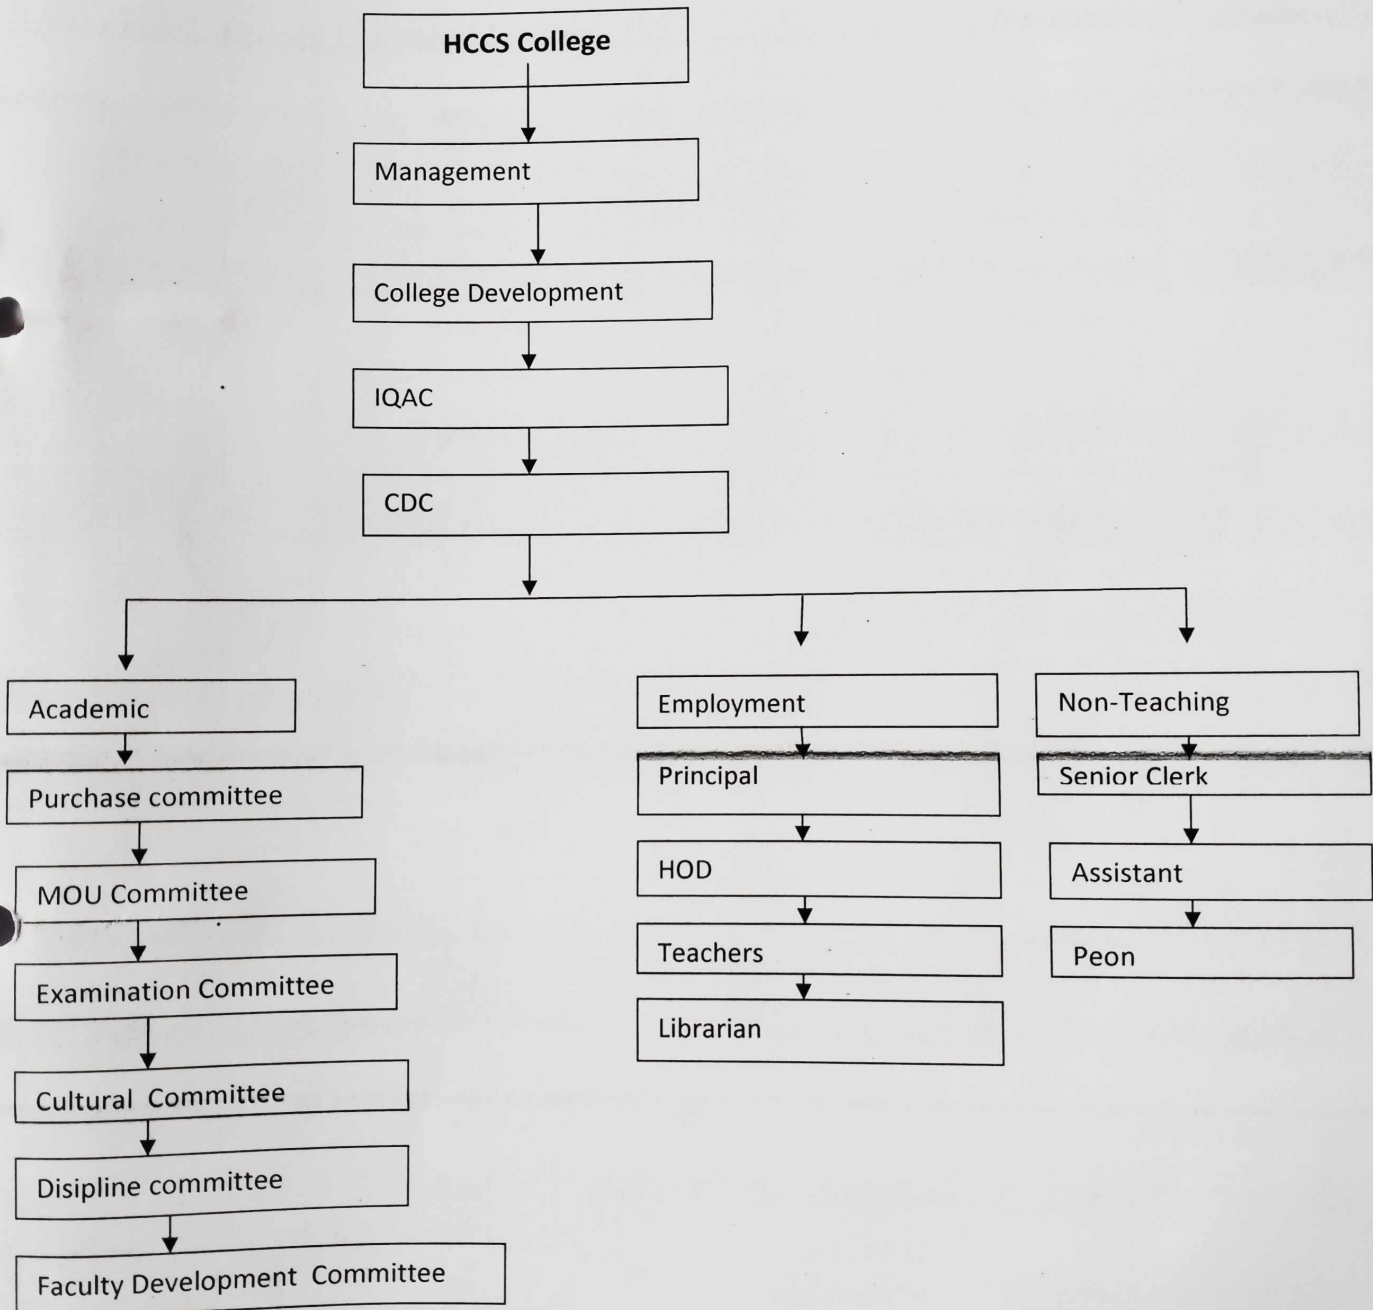 HCCS College
Management
College Development
IQAC
CDC
Academic
Purchase committee
MOU Committee
Examination Committee
Cultural Committee
Disipline committee
Faculty Development Committee
Employment
Principal
HOD
Teachers
Librarian
Non-Teaching
Senior Clerk
Assistant
Peon